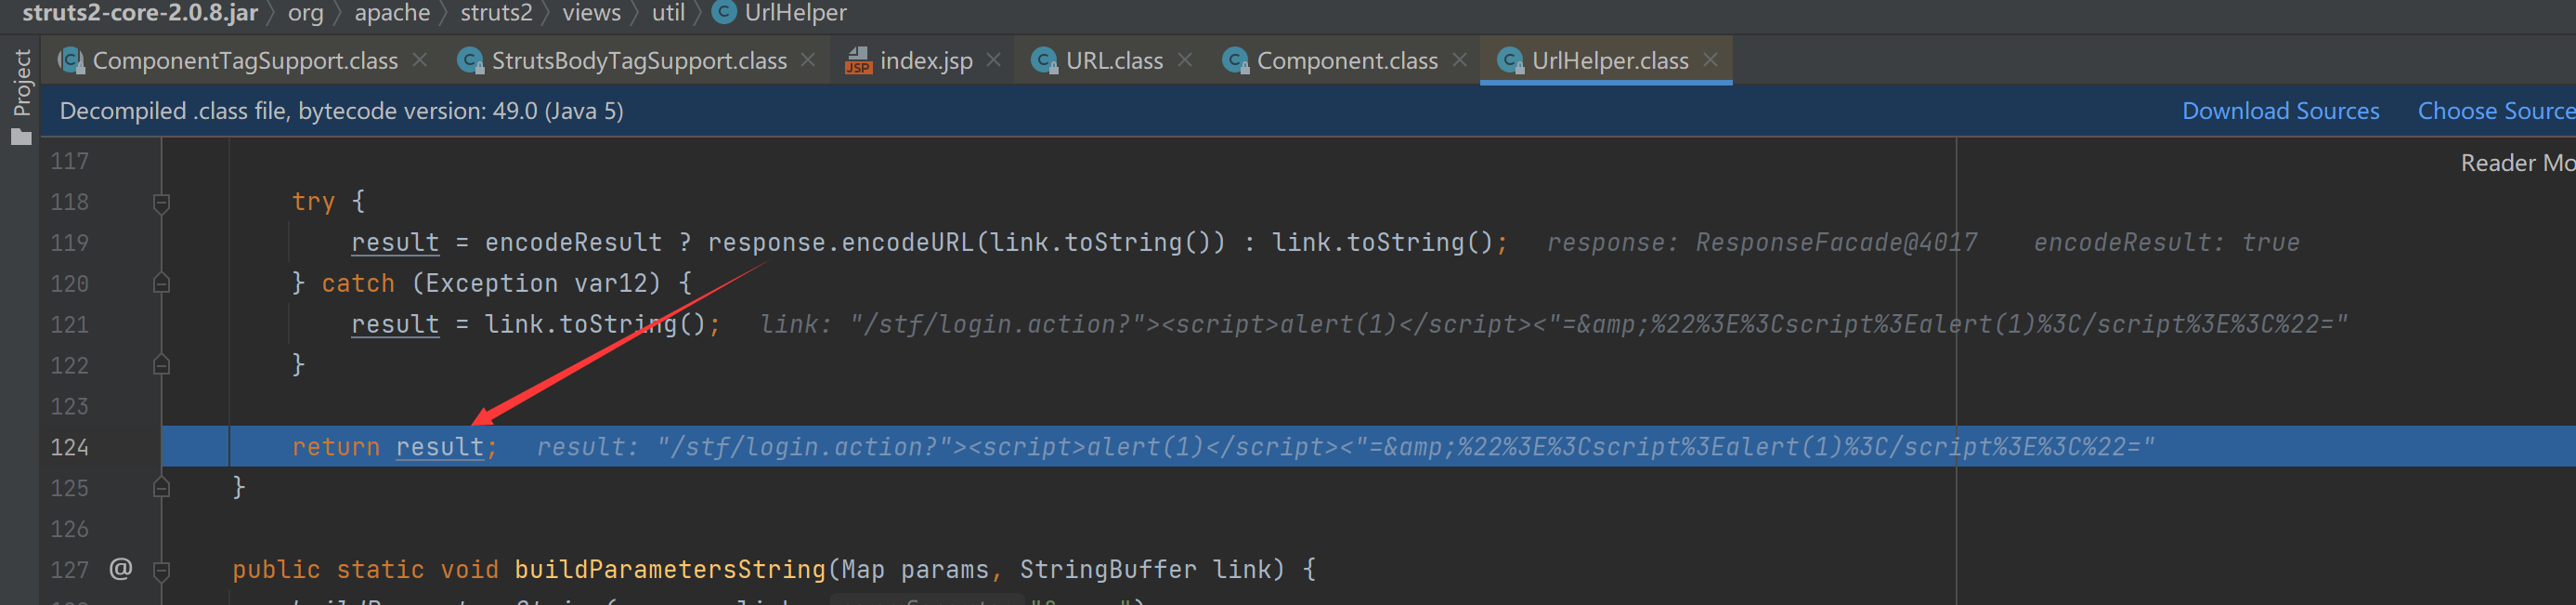 struts2-core-2.0.8.jar org apache struts2 views util UrlHelper
Project
ComponentTagSupport.class StrutsBodyTagSupport.class index.jsp URL.class Component.class UrlHelper.class
Decompiled .class file, bytecode version: 49.0 (Java 5) Download Sources Choose Source
117
Reader Mo
118 try {
119 result = encodeResult ? response.encodeURL(link.toString()) : link.toString(); response: ResponseFacade@4017 encodeResult: true
120 } catch (Exception var12) {
121 result = link.toString(); link: "/stf/login.action?"><script>alert(1)</script><"=&amp;%22%3E%3Cscript%3Ealert(1)%3C/script%3E%3C%22="
122 }
123
124 return result; result: "/stf/login.action?"><script>alert(1)</script><"=&amp;%22%3E%3Cscript%3Ealert(1)%3C/script%3E%3C%22="
125 }
126
127 @ public static void buildParametersString(Map params, StringBuffer link) {